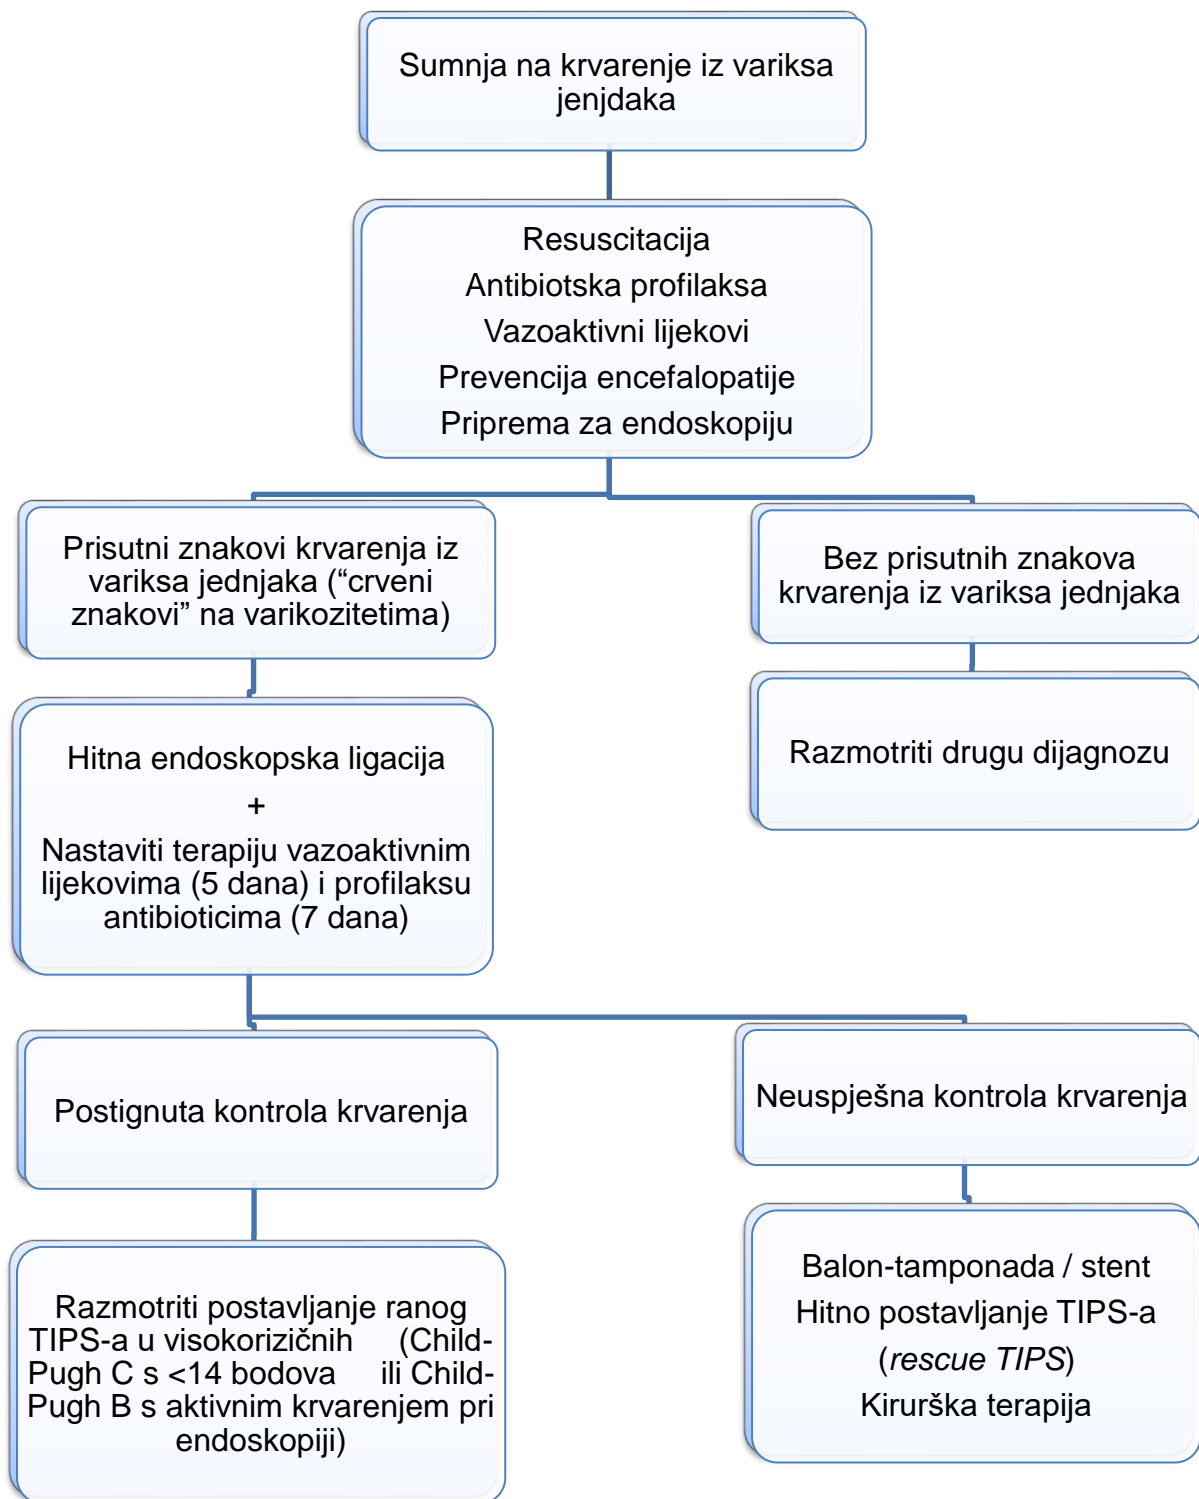 Sumnja na krvarenje iz variksa
jenjdaka
Resuscitacija
Antibiotska profilaksa
Vazoaktivni lijekovi
Prevencija encefalopatije
Priprema za endoskopiju
Prisutni znakovi krvarenja iz
variksa jednjaka (“crveni
znakovi” na varikozitetima)
Bez prisutnih znakova
krvarenja iz variksa jednjaka
Hitna endoskopska ligacija
+
Nastaviti terapiju vazoaktivnim
lijekovima (5 dana) i profilaksu
antibioticima (7 dana)
Razmotriti drugu dijagnozu
Postignuta kontrola krvarenja
Neuspješna kontrola krvarenja
Razmotriti postavljanje ranog
TIPS-a u visokorizičnih (Child-
Pugh C s <14 bodova ili Child-
Pugh B s aktivnim krvarenjem pri
endoskopiji)
Balon-tamponada / stent
Hitno postavljanje TIPS-a
(rescue TIPS)
Kirurška terapija